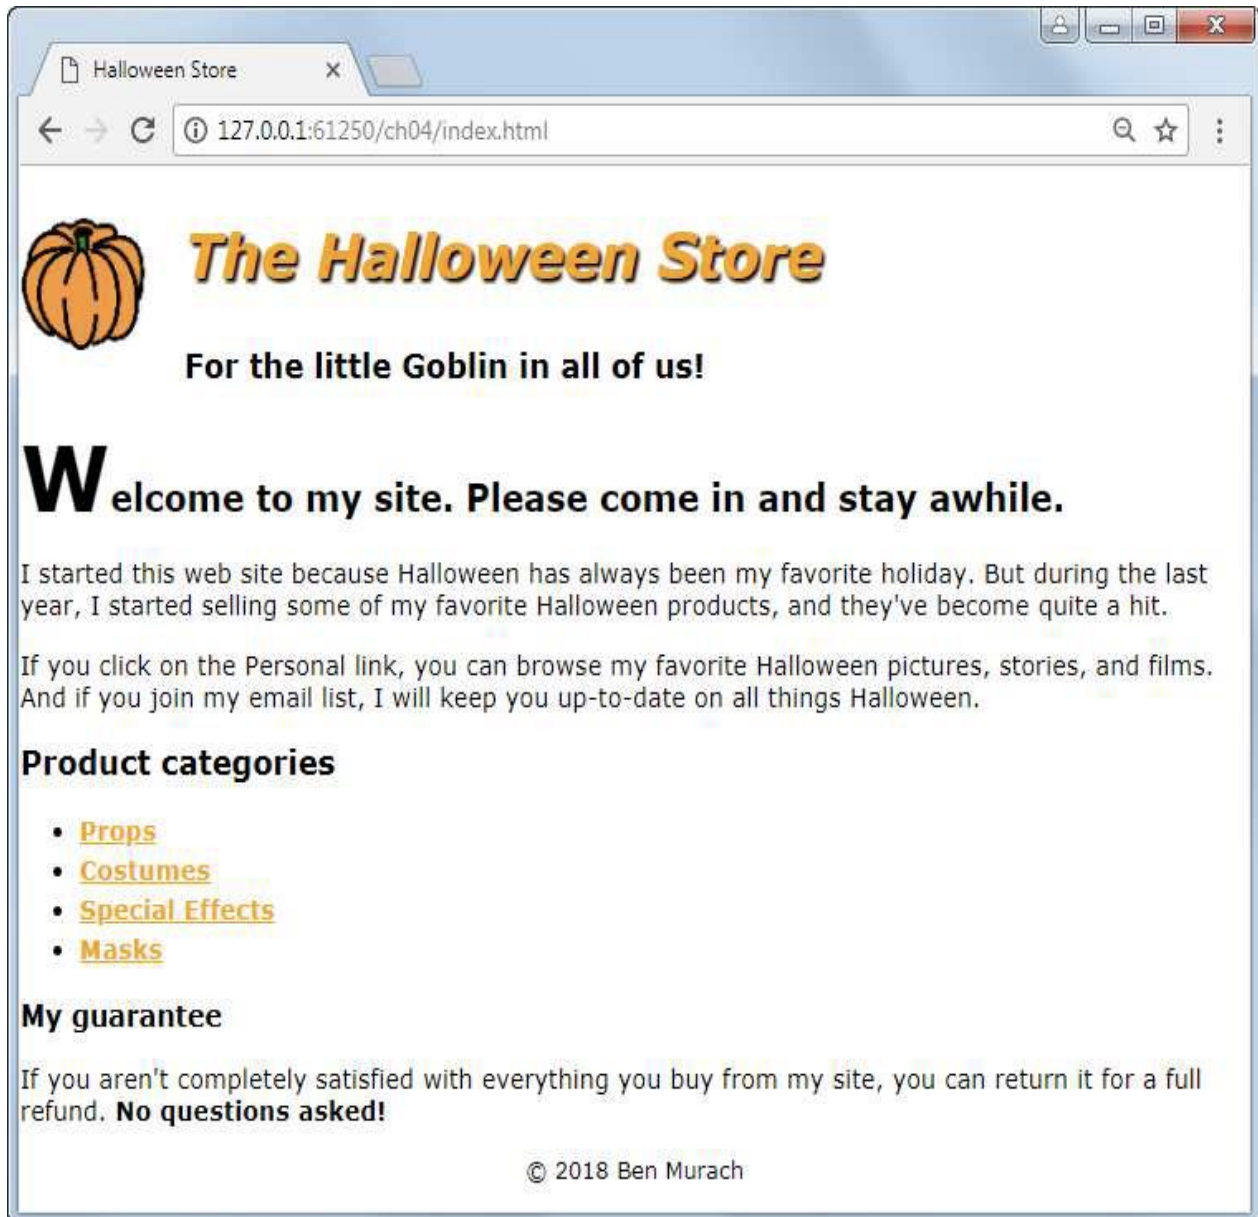 Halloween Store
127.0.0.1:61250/ch04/index.html
The Halloween Store
For the little Goblin in all of us!
Welcome to my site. Please come in and stay awhile.
I started this web site because Halloween has always been my favorite holiday. But during the last
year, I started selling some of my favorite Halloween products, and they've become quite a hit.
If you click on the Personal link, you can browse my favorite Halloween pictures, stories, and films.
And if you join my email list, I will keep you up-to-date on all things Halloween.
Product categories
• Props
• Costumes
• Special Effects
• Masks
My guarantee
If you aren't completely satisfied with everything you buy from my site, you can return it for a full
refund. No questions asked!
© 2018 Ben Murach